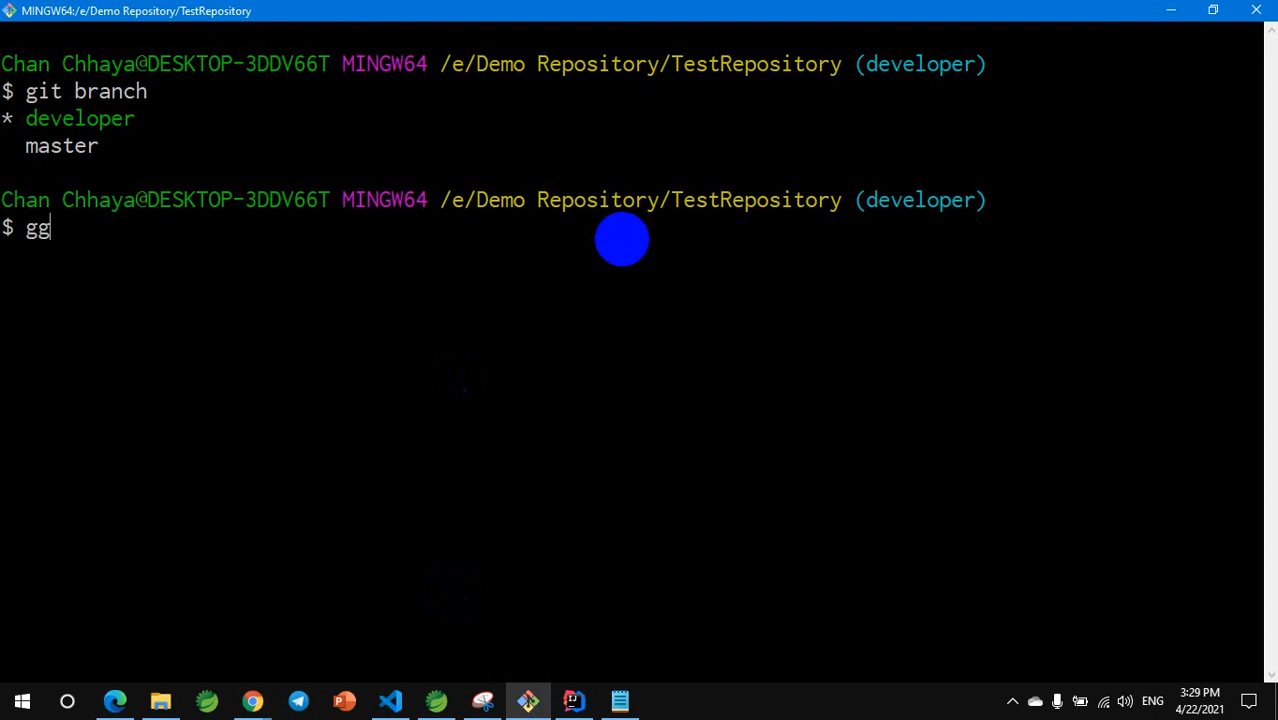 MINGW64:/e/Demo Repository/TestRepository
Chan Chhaya@DESKTOP-3DDV66T MINGW64 /e/Demo Repository/TestRepository (developer)
$ git branch
* developer
master
Chan Chhaya@DESKTOP-3DDV66T MINGW64 /e/Demo Repository/TestRepository (developer)
$ gg
ENG
3:29 PM
4/22/2021